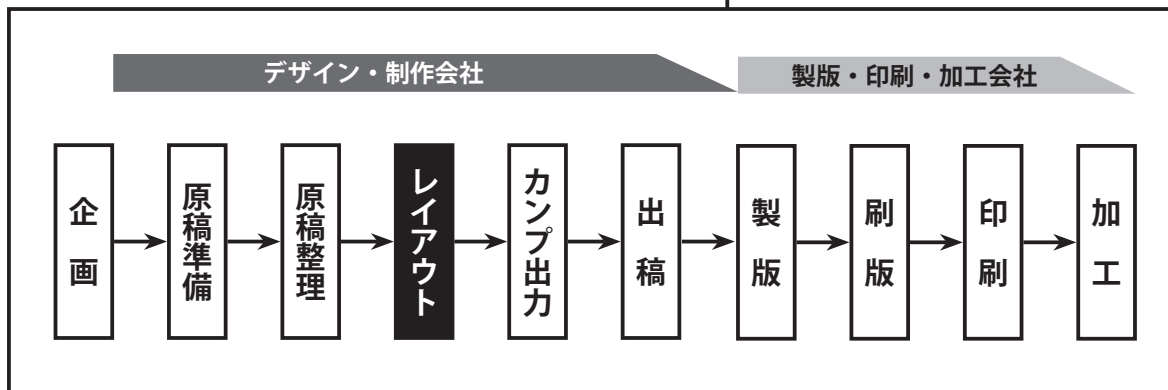 デザイン・制作会社
製版・印刷・加工会社
企画
原稿準備
原稿整理
レイアウト
カンプ出力
出稿
製版
刷版
印刷
加工